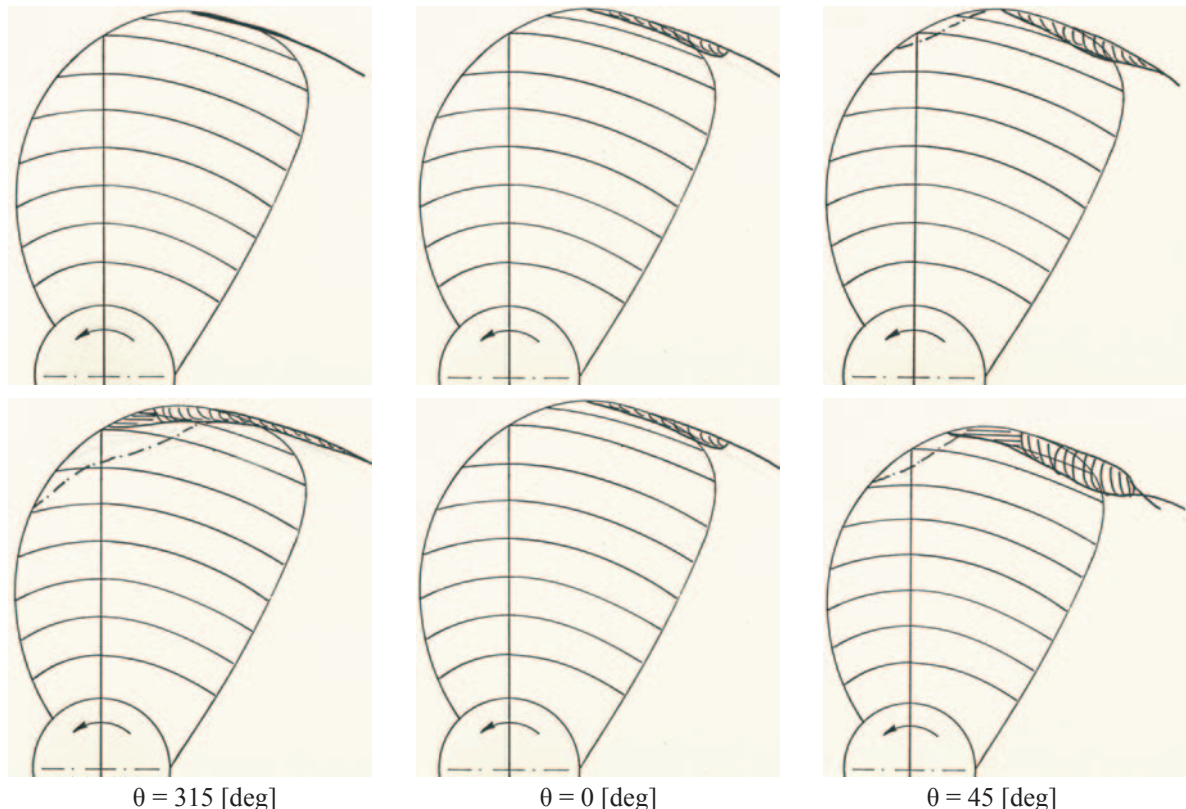 θ = 315 [deg]
θ = 0 [deg]
θ = 45 [deg]